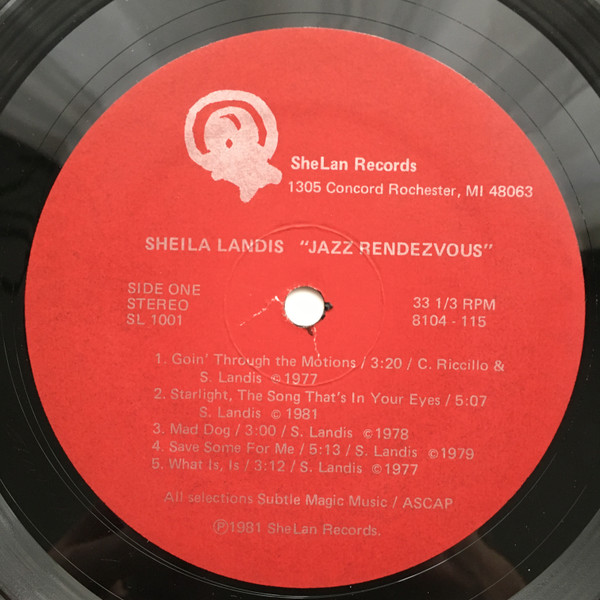 SheLan Records
1305 Concord Rochester, MI 48063
SHEILA LANDIS "JAZZ RENDEZVOUS"
SIDE ONE
STEREO
SL 1001
33 1/3 RPM
8104 - 115
1. Goin' Through the Motions / 3:20 / C. Riccillo &
S. Landis © 1977
2. Starlight, The Song That's In Your Eyes / 5:07
S. Landis © 1981
3. Mad Dog / 3:00 / S. Landis © 1978
4. Save Some For Me / 5:13 / S. Landis © 1979
5. What Is, Is / 3:12 / S. Landis © 1977
All selections Subtle Magic Music / ASCAP
℗1981 SheLan Records.